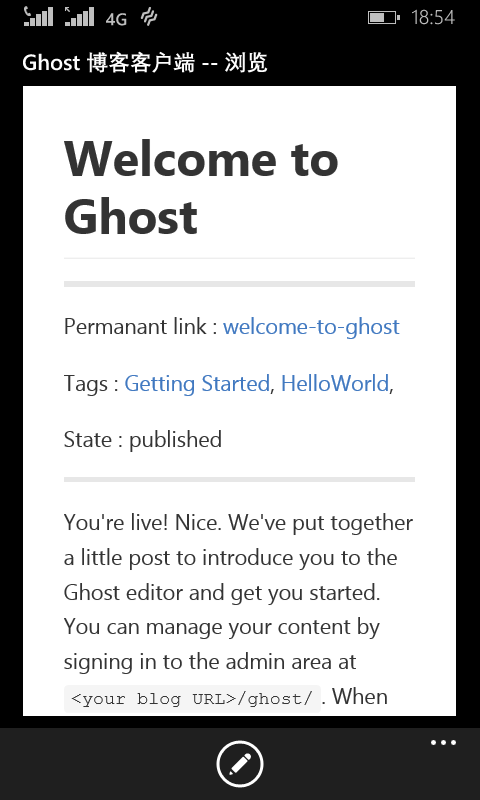 4G 18:54
Ghost 博客客户端 -- 浏览
Welcome to
Ghost
Permanant link : welcome-to-ghost
Tags : Getting Started, HelloWorld,
State : published
You're live! Nice. We've put together
a little post to introduce you to the
Ghost editor and get you started.
You can manage your content by
signing in to the admin area at
<your blog URL>/ghost/. When